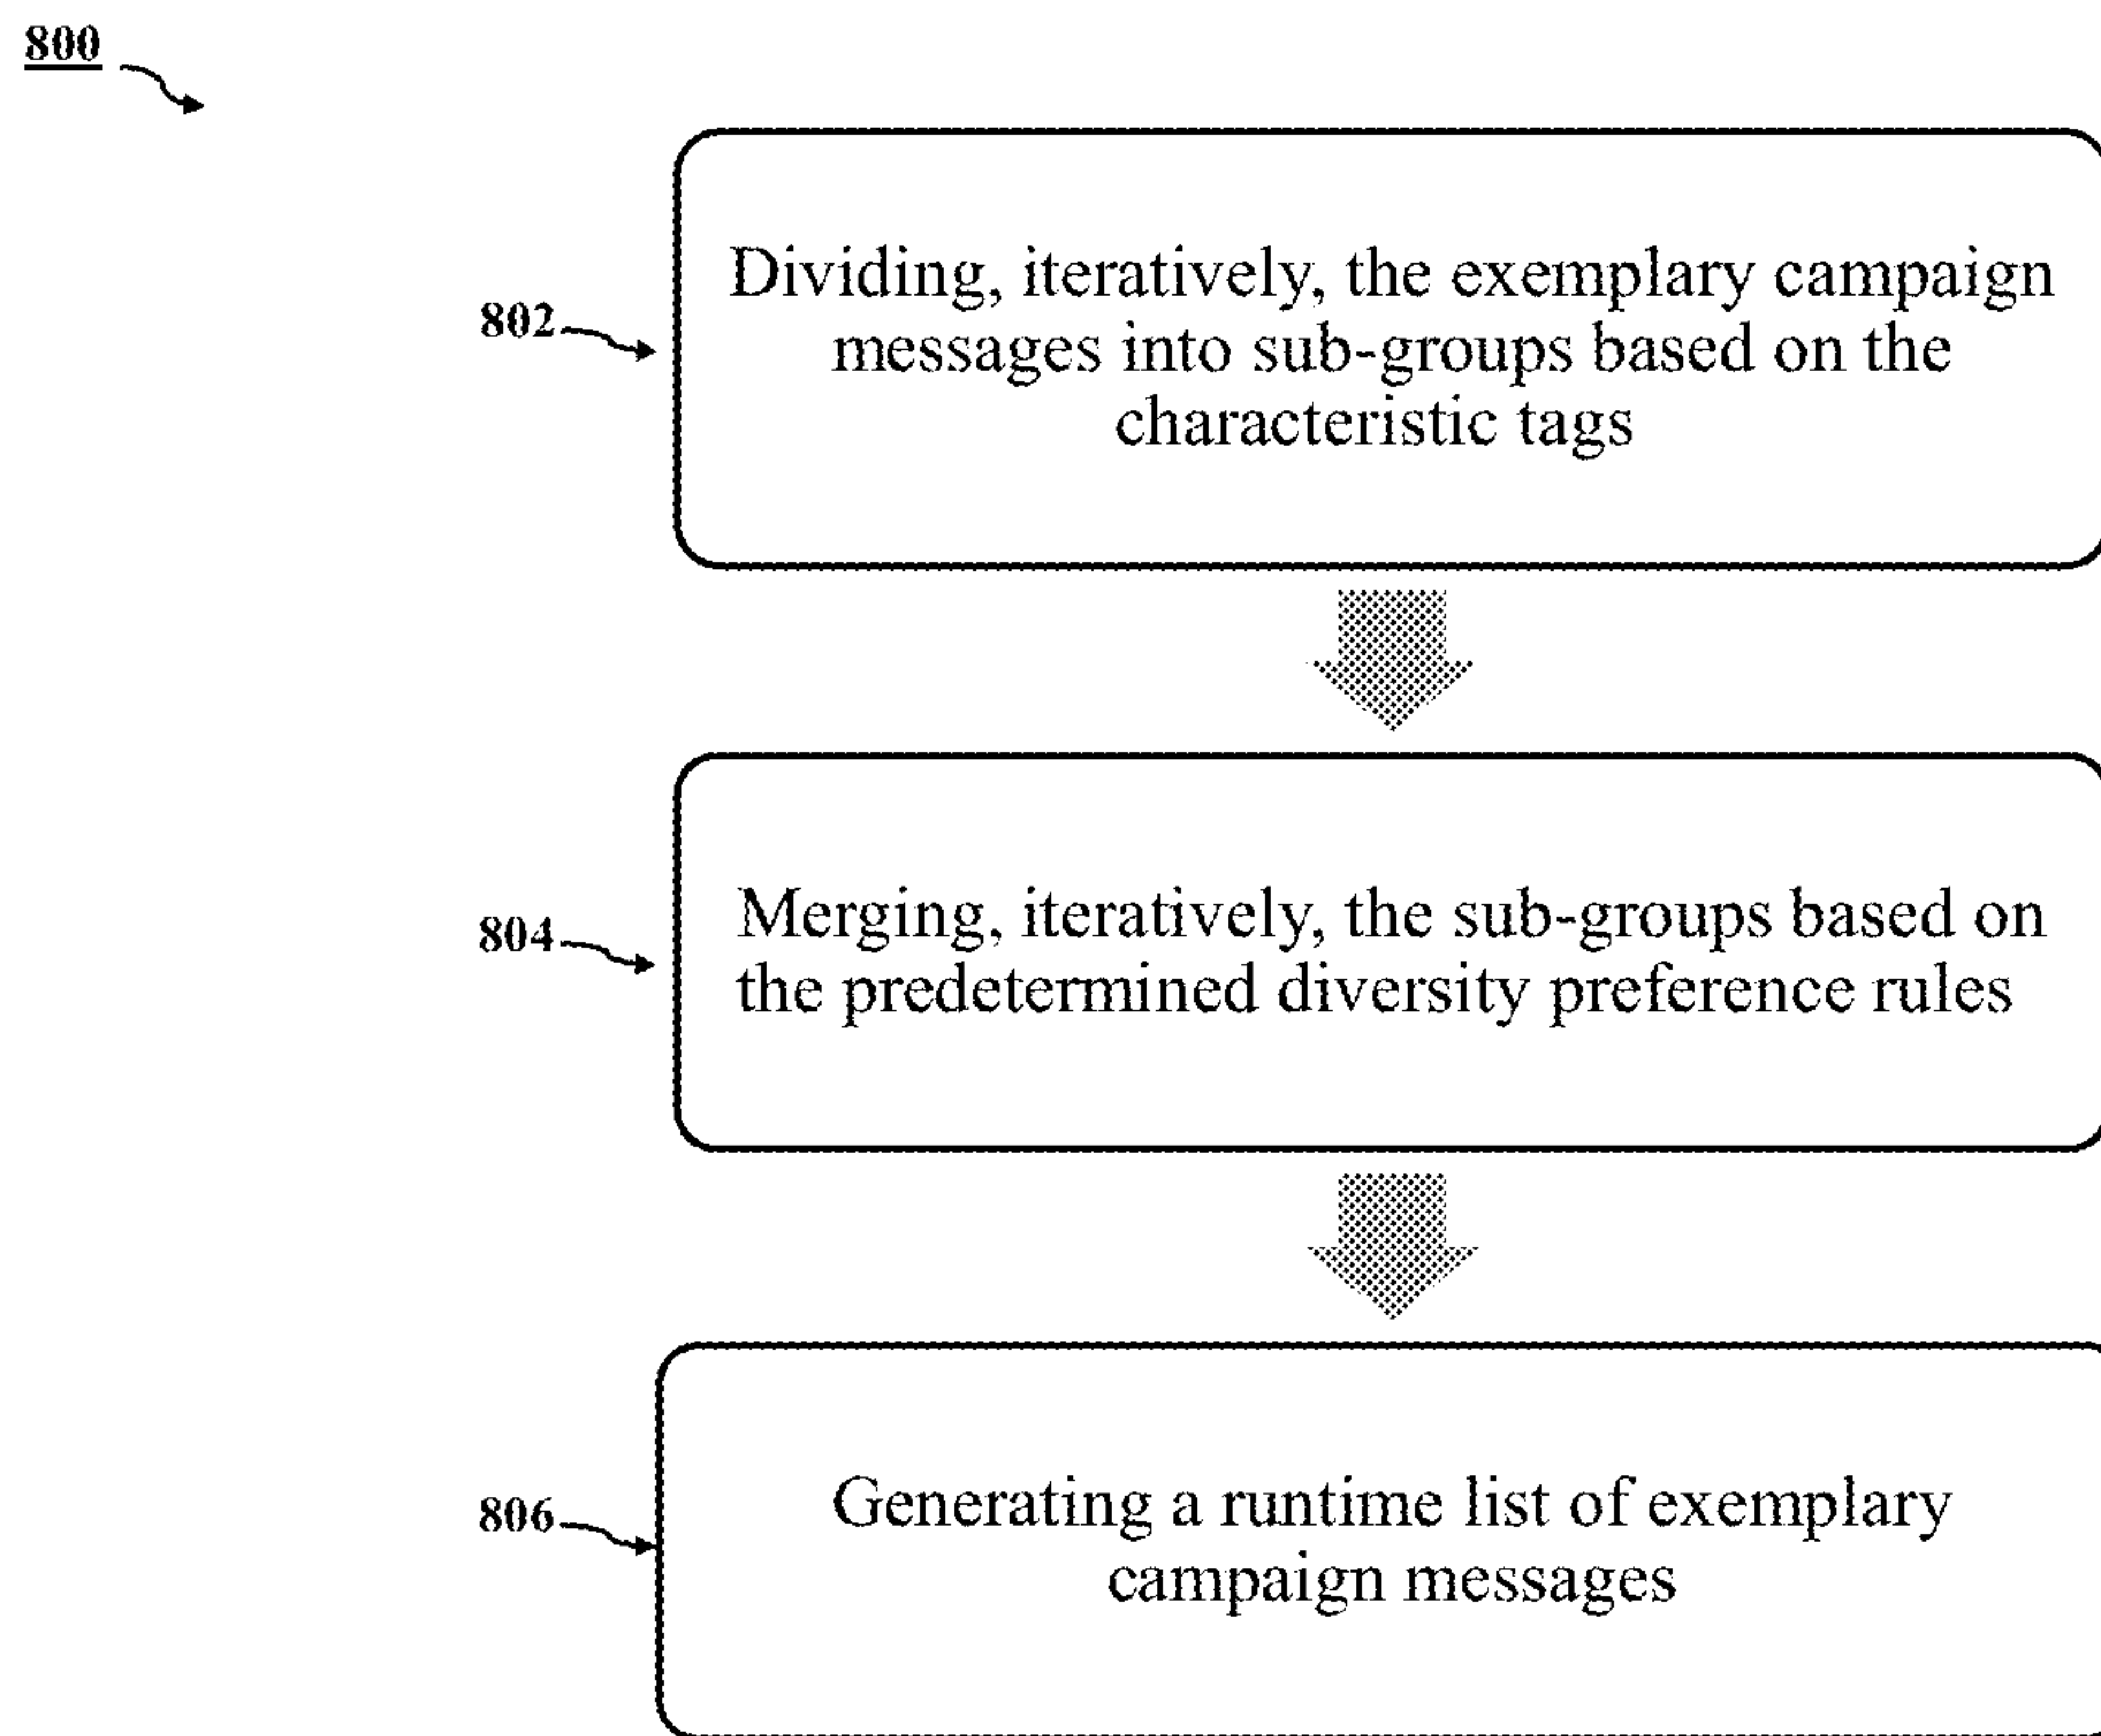 800
802
Dividing, iteratively, the exemplary campaign
messages into sub-groups based on the
characteristic tags
804
Merging, iteratively, the sub-groups based on
the predetermined diversity preference rules
806
Generating a runtime list of exemplary
campaign messages